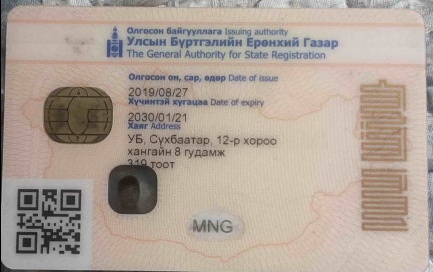 Олгосон байгууллага Issuing authority
Улсын Бүртгэлийн Ерөнхий Газар
The General Authority for State Registration
Олгосон он, сар, өдөр Date of issue
2019/08/27
Хүчинтэй хугацаа Date of expiry
2030/01/21
Хаяг Address
УБ, Сүхбаатар, 12-р хороо
хангайн 8 гудамж
319 тоот
MNG